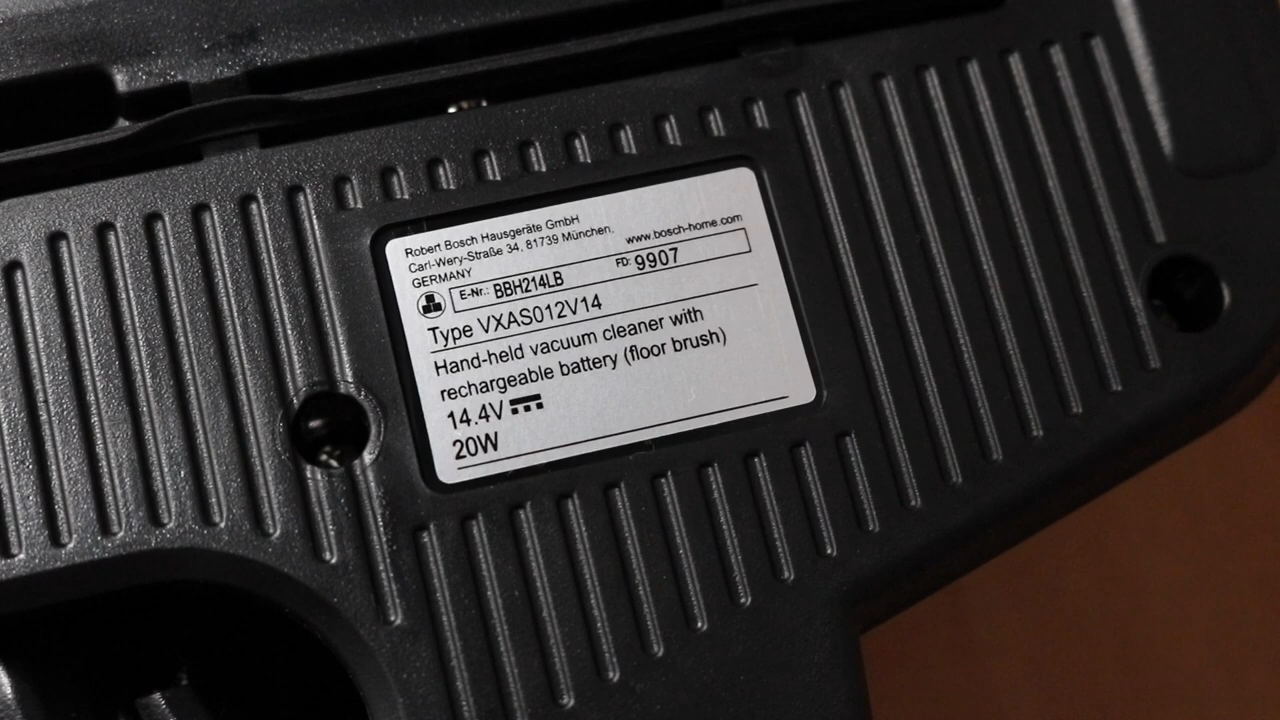 Robert Bosch Hausgeräte GmbH
Carl-Wery-Straße 34, 81739 München,
GERMANY
www.bosch-home.com
E-Nr.: BBH214LB FD: 9907
Type VXAS012V14
Hand-held vacuum cleaner with
rechargeable battery (floor brush)
14.4V
20W